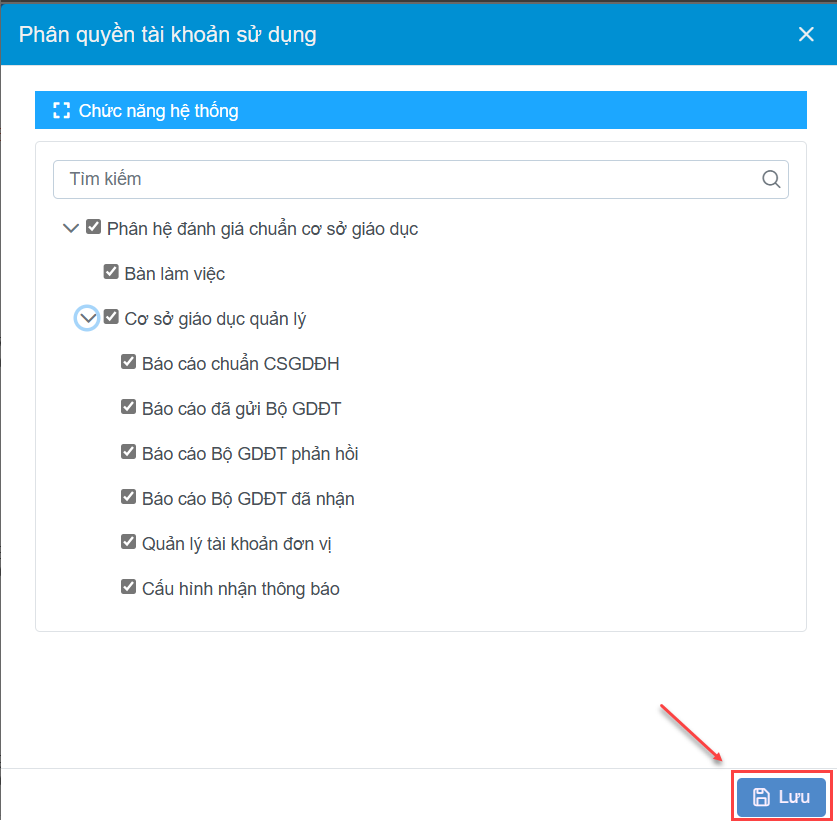 Phân quyền tài khoản sử dụng
Chức năng hệ thống
Tìm kiếm
Phân hệ đánh giá chuẩn cơ sở giáo dục
Bàn làm việc
Cơ sở giáo dục quản lý
Báo cáo chuẩn CSGDĐH
Báo cáo đã gửi Bộ GDĐT
Báo cáo Bộ GDĐT phản hồi
Báo cáo Bộ GDĐT đã nhận
Quản lý tài khoản đơn vị
Cấu hình nhận thông báo
Lưu